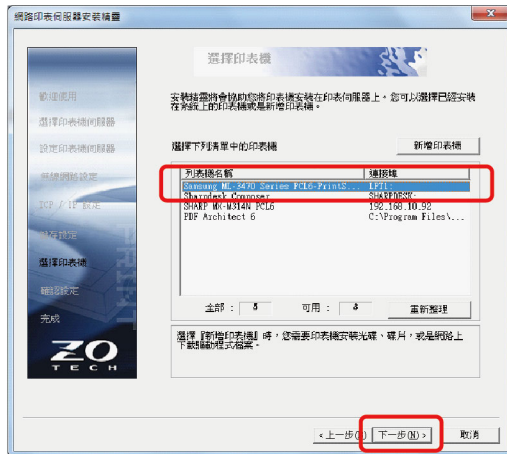 網路印表伺服器安裝精靈
選擇印表機
歡迎使用
選擇印表機伺服器
設定印表機伺服器
無線網路設定
TCP / IP 設定
儲存設定
選擇印表機
確認設定
完成
ZO
TECH
安裝精靈將會協助您將印表機安裝在印表伺服器上。您可以選擇已經安裝
在系統上的印表機或是新增印表機。
選擇下列清單中的印表機
新增印表機
列表機名稱 連接埠
Samsung ML-3470 Series PCL6-PrintS... LPT1:
Sharpdesk Composer SHARPDESK:
SHARP MX-M314N PCL6 192.168.10.92
PDF Architect 6 C:\Program Files\...
全部 : 可用 : 重新整理
選擇『新增印表機』時，您需要印表機安裝光碟、碟片，或是網路上
下載驅動程式檔案。
<上一步 下一步(N)> 取消